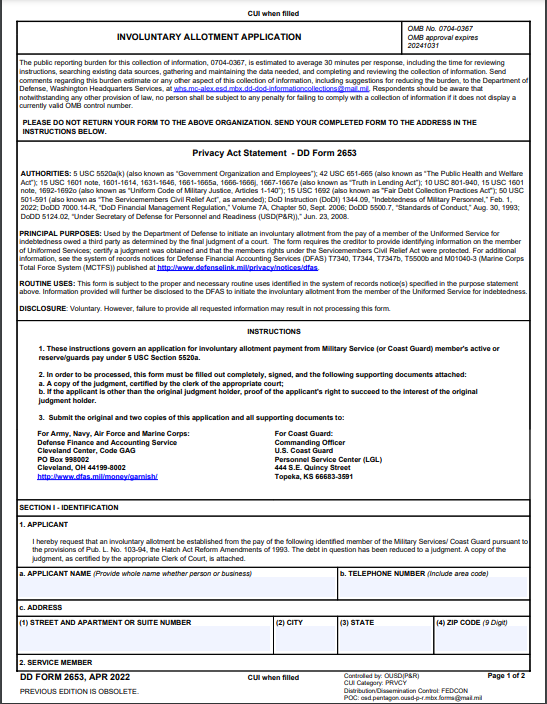 CUI when filled
INVOLUNTARY ALLOTMENT APPLICATION
OMB No. 0704-0367
OMB approval expires
20241031
The public reporting burden for this collection of information, 0704-0367, is estimated to average 30 minutes per response, including the time for reviewing
instructions, searching existing data sources, gathering and maintaining the data needed, and completing and reviewing the collection of information. Send
comments regarding this burden estimate or any other aspect of this collection of information, including suggestions for reducing the burden, to the Department of
Defense, Washington Headquarters Services, at whs.mc-alex.esd.mbx.dd-dod-informationcollections@mail.mil. Respondents should be aware that
notwithstanding any other provision of law, no person shall be subject to any penalty for failing to comply with a collection of information if it does not display a
currently valid OMB control number.
PLEASE DO NOT RETURN YOUR FORM TO THE ABOVE ORGANIZATION. SEND YOUR COMPLETED FORM TO THE ADDRESS IN THE
INSTRUCTIONS BELOW.
Privacy Act Statement - DD Form 2653
AUTHORITIES: 5 USC 5520a(k) (also known as "Government Organization and Employees"); 42 USC 651-665 (also known as "The Public Health and Welfare
Act"); 15 USC 1601 note, 1601-1614, 1631-1646, 1661-1665a, 1666-1666j, 1667-1667e (also known as "Truth in Lending Act"); 10 USC 801-940, 15 USC 1601
note, 1692-1692o (also known as "Uniform Code of Military Justice, Articles 1-140"); 15 USC 1692 (also known as "Fair Debt Collection Practices Act"); 50 USC
501-591 (also known as "The Servicemembers Civil Relief Act", as amended); DoD Instruction (DoDI) 1344.09, "Indebtedness of Military Personnel," Feb. 1,
2022; DoDD 7000.14-R, "DoD Financial Management Regulation," Volume 7A, Chapter 50, Sept. 2006; DoDD 5500.7, "Standards of Conduct," Aug. 30, 1993;
DoDD 5124.02, "Under Secretary of Defense for Personnel and Readiness (USD(P&R)), Jun. 23, 2008.
PRINCIPAL PURPOSES: Used by the Department of Defense to initiate an involuntary allotment from the pay of a member of the Uniformed Service for
indebtedness owed a third party as determined by the final judgment of a court. The form requires the creditor to provide identifying information on the member
of Uniformed Services; certify a judgment was obtained and that the members rights under the Servicemembers Civil Relief Act were protected. For additional
information, see the system of records notices for Defense Financial Accounting Services (DFAS) T7340, T7344, T7347b, T5500b and M01040-3 (Marine Corps
Total Force System (MCTFS)) published at http://www.defenselink.mil/privacy/notices/dfas.
ROUTINE USES: This form is subject to the proper and necessary routine uses identified in the system of records notice(s) specified in the purpose statement
above. Information provided will further be disclosed to the DFAS to initiate the involuntary allotment from the member of the Uniformed Service for indebtedness.
DISCLOSURE: Voluntary. However, failure to provide all requested information may result in not processing this form.
INSTRUCTIONS
1. These instructions govern an application for involuntary allotment payment from Military Service (or Coast Guard) member's active or
reserve/guards pay under 5 USC Section 5520a.
2. In order to be processed, this form must be filled out completely, signed, and the following supporting documents attached:
a. A copy of the judgment, certified by the clerk of the appropriate court;
b. If the applicant is other than the original judgment holder, proof of the applicant's right to succeed to the interest of the original
judgment holder.
3. Submit the original and two copies of this application and all supporting documents to:
For Army, Navy, Air Force and Marine Corps:
Defense Finance and Accounting Service
Cleveland Center, Code GAG
PO Box 998002
Cleveland, OH 44199-8002
http://www.dfas.mil/money/garnish/
For Coast Guard:
Commanding Officer
U.S. Coast Guard
Personnel Service Center (LGL)
444 S.E. Quincy Street
Topeka, KS 66683-3591
SECTION I - IDENTIFICATION
1. APPLICANT
I hereby request that an involuntary allotment be established from the pay of the following identified member of the Military Services/ Coast Guard pursuant to
the provisions of Pub. L. No. 103-94, the Hatch Act Reform Amendments of 1993. The debt in question has been reduced to a judgment. A copy of the
judgment, as certified by the appropriate Clerk of Court, is attached.
a. APPLICANT NAME (Provide whole name whether person or business)
b. TELEPHONE NUMBER (Include area code)
c. ADDRESS
(1) STREET AND APARTMENT OR SUITE NUMBER
(2) CITY
(3) STATE
(4) ZIP CODE (9 Digit)
2. SERVICE MEMBER
DD FORM 2653, APR 2022
PREVIOUS EDITION IS OBSOLETE.
CUI when filled
Controlled by: OUSD(P&R)
CUI Category: PRVCY
Distribution/Dissemination Control: FEDCON
POC: osd.pentagon.ousd-p-r.mbx.forms@mail.mil
Page 1 of 2